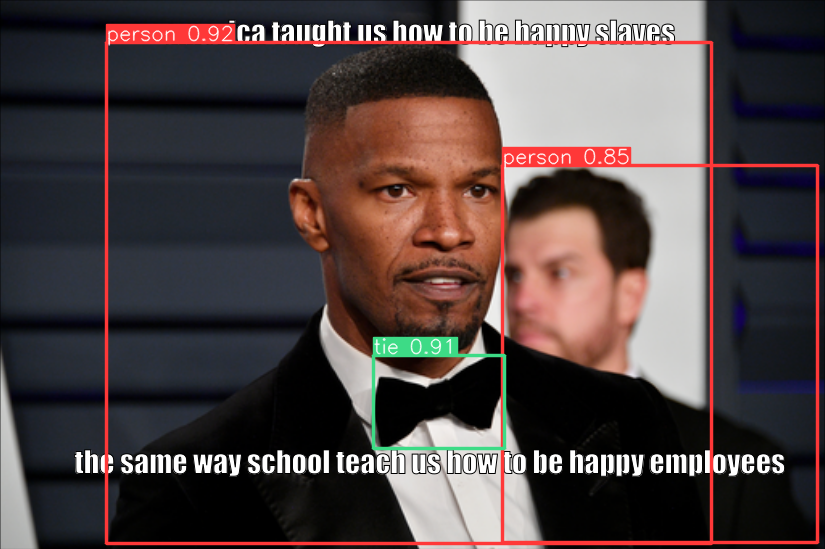 person 0.92
ica taught us how to be happy slaves
person 0.85
tie 0.91
the same way school teach us how to be happy employees